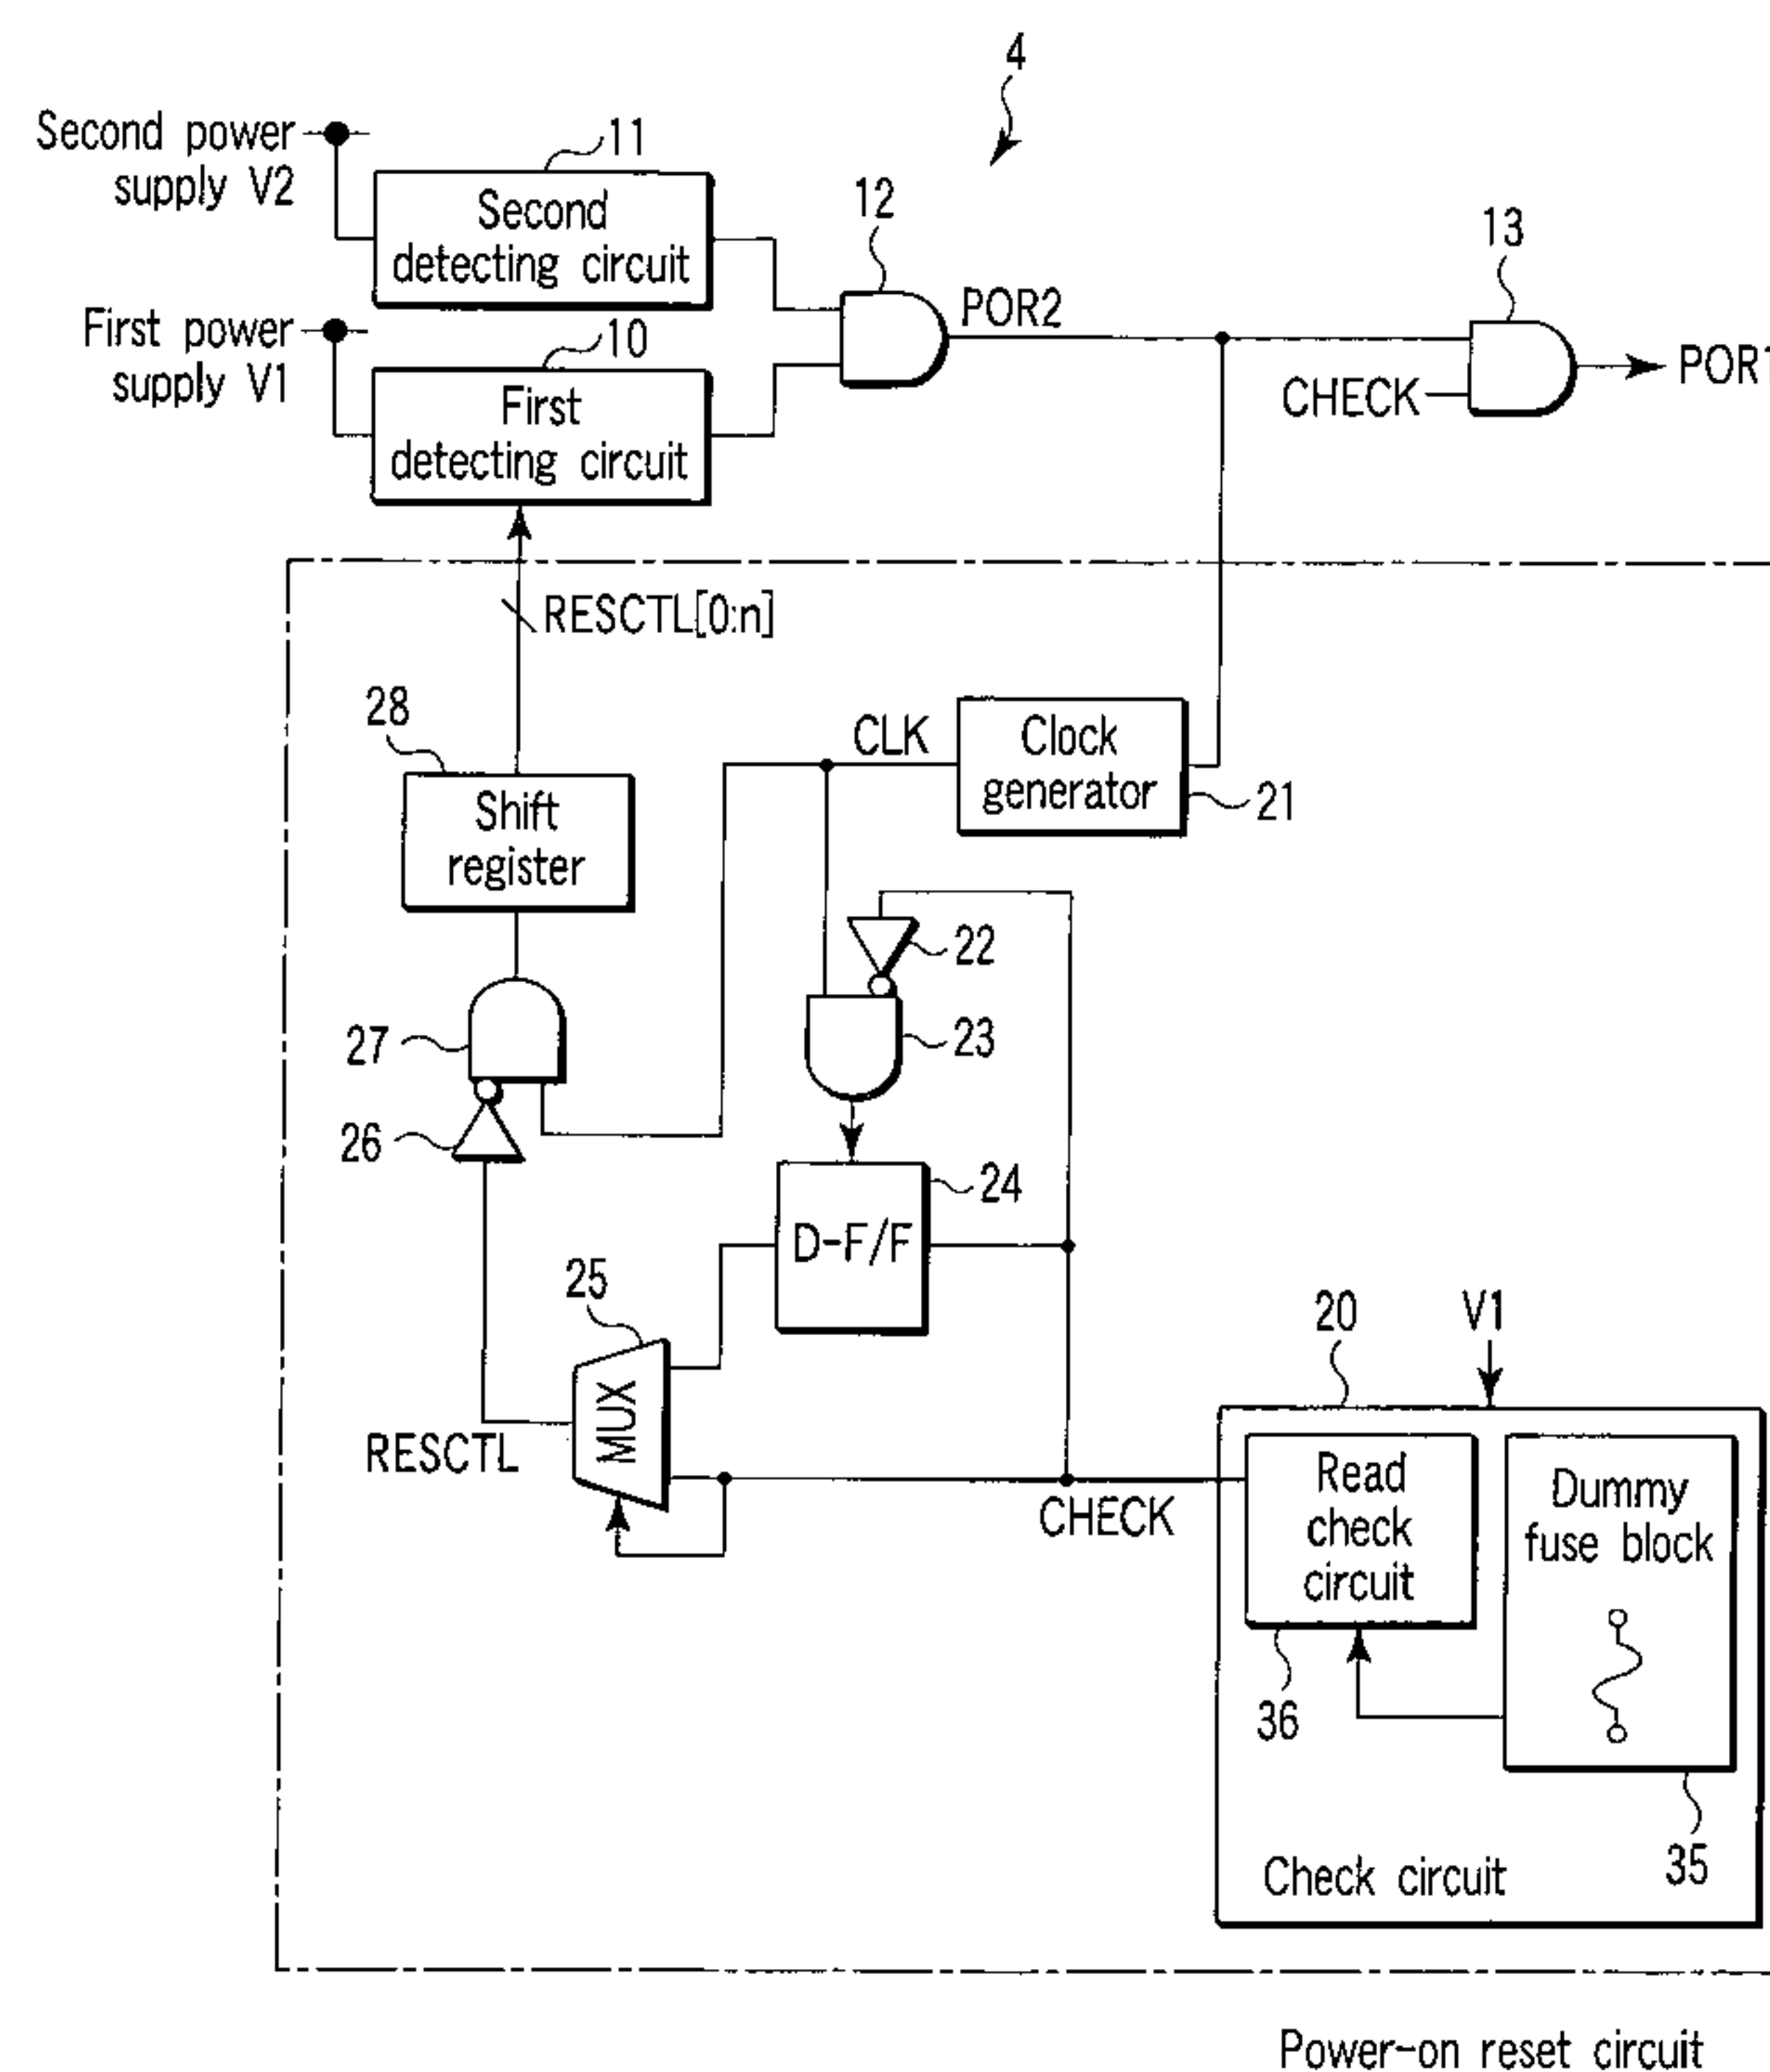 4
Second power
supply V2
11
Second
detecting circuit
12
POR2
13
First power
supply V1
10
First
detecting circuit
CHECK
POR1
RESCTL[0:n]
28
Shift
register
CLK
Clock
generator
21
22
27
23
26
24
D-F/F
25
MUX
RESCTL
CHECK
20
V1
Read
check
circuit
Dummy
fuse block
36
35
Check circuit
Power-on reset circuit